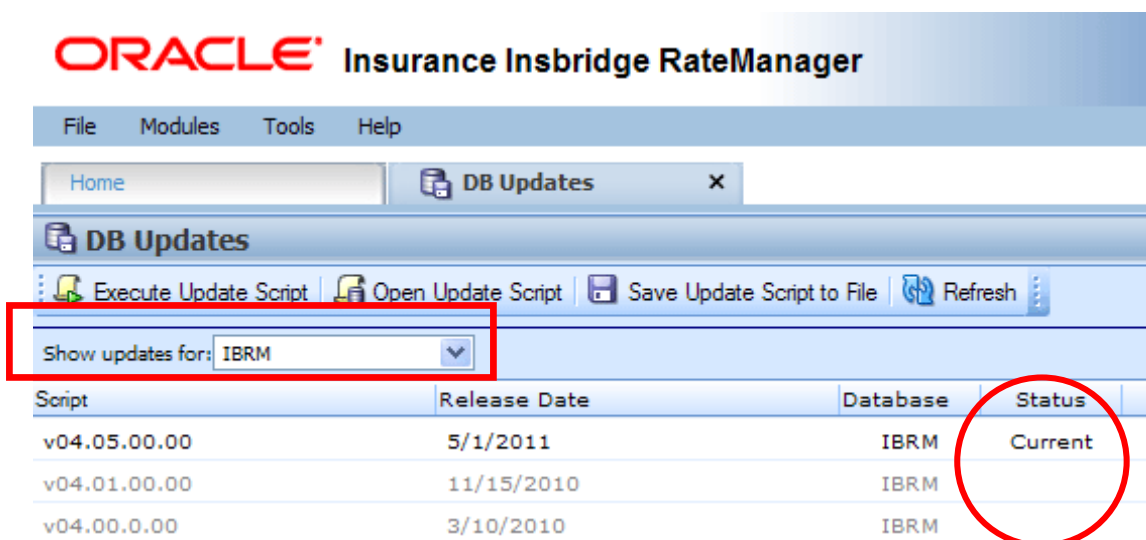 ORACLE Insurance Insbridge RateManager
File Modules Tools Help
Home DB Updates x
DB Updates
Execute Update Script Open Update Script Save Update Script to File Refresh
Show updates for: IBRM
Script Release Date Database Status
v04.05.00.00 5/1/2011 IBRM Current
v04.01.00.00 11/15/2010 IBRM
v04.00.0.00 3/10/2010 IBRM